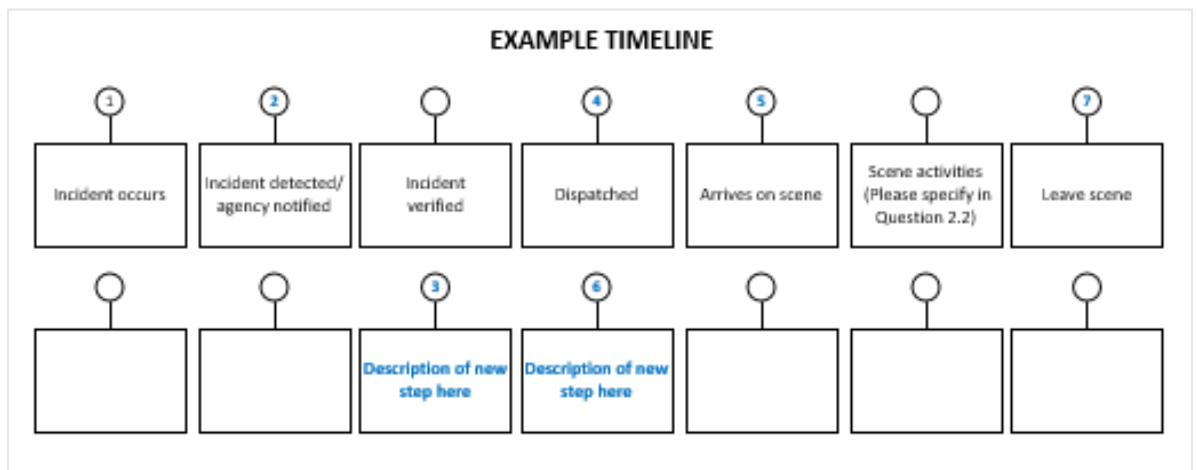 EXAMPLE TIMELINE
1 2 4 5 7
Incident occurs
Incident detected/
agency notified
Incident
verified
Dispatched
Arrives on scene
Scene activities
(Please specify in
Question 2.2)
Leave scene
3 6
Description of new
step here
Description of new
step here